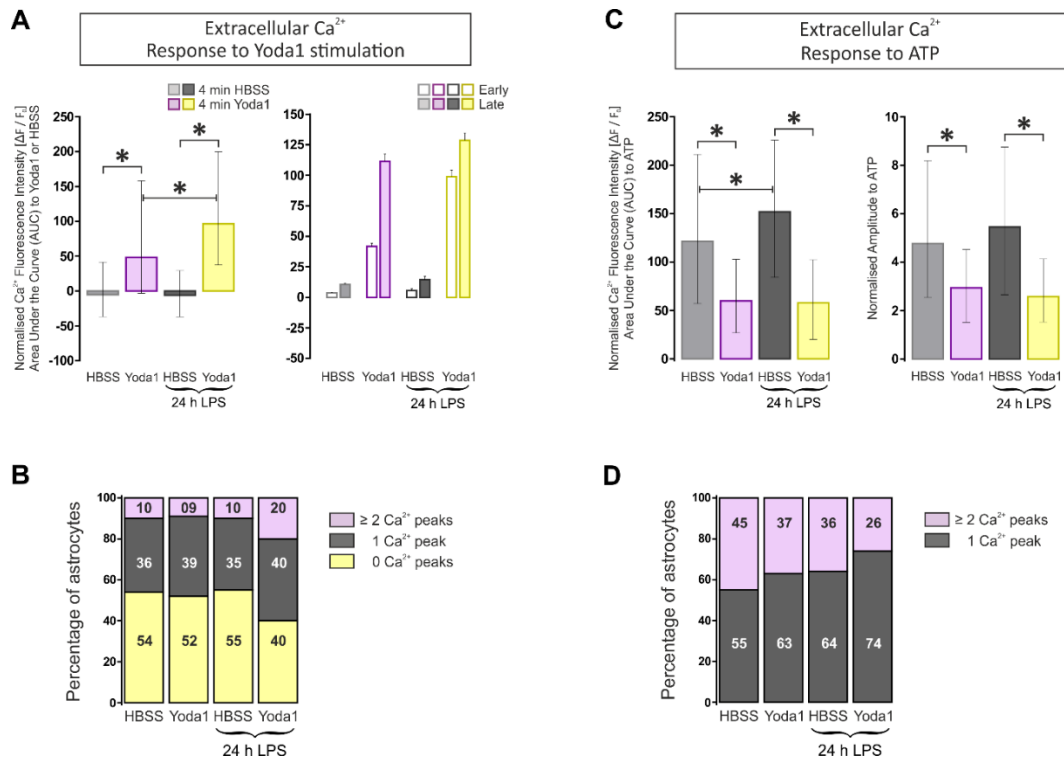 A
Extracellular Ca²⁺
Response to Yoda1 stimulation
Normalised Ca²⁺ Fluorescence Intensity [ΔF / F₀]
Area Under the Curve (AUC) to Yoda1 or HBSS
4 min HBSS
4 min Yoda1
250
200
150
100
50
0
-50
-100
*
*
*
HBSS Yoda1 HBSS Yoda1
24 h LPS
Early
Late
150
125
100
75
50
25
0
-25
-50
HBSS Yoda1 HBSS Yoda1
24 h LPS
C
Extracellular Ca²⁺
Response to ATP
Normalised Ca²⁺ Fluorescence Intensity [ΔF / F₀]
Area Under the Curve (AUC) to ATP
250
200
150
100
50
0
*
*
*
HBSS Yoda1 HBSS Yoda1
24 h LPS
Normalised Amplitude to ATP
10
8
6
4
2
0
*
*
HBSS Yoda1 HBSS Yoda1
24 h LPS
B
Percentage of astrocytes
100
80
60
40
20
0
10 09 10 20
36 39 35 40
54 52 55 40
HBSS Yoda1 HBSS Yoda1
24 h LPS
≥ 2 Ca²⁺ peaks
1 Ca²⁺ peak
0 Ca²⁺ peaks
D
Percentage of astrocytes
100
80
60
40
20
0
45 37 36 26
55 63 64 74
HBSS Yoda1 HBSS Yoda1
24 h LPS
≥ 2 Ca²⁺ peaks
1 Ca²⁺ peak